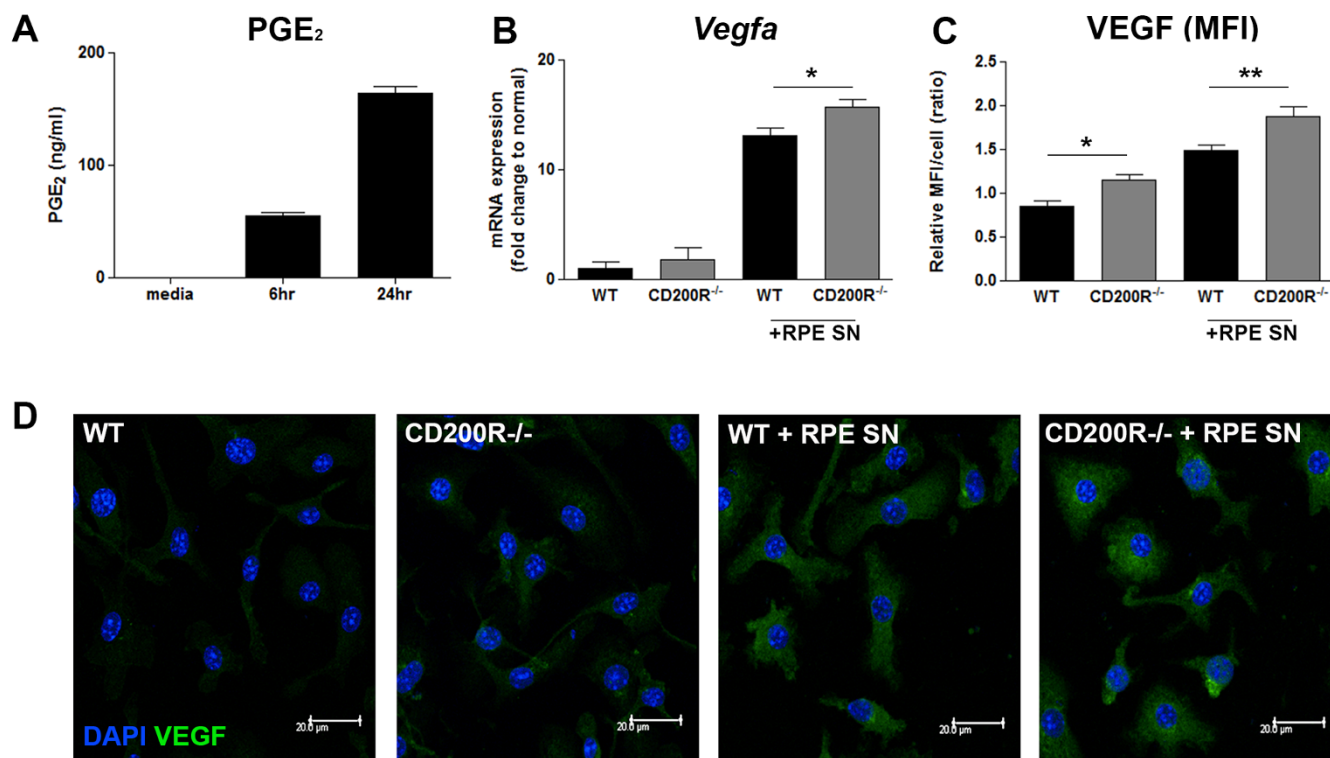 A
PGE₂
200
100
0
PGE₂ (ng/ml)
media 6hr 24hr
B
Vegfa
20
10
0
mRNA expression
(fold change to normal)
*
WT CD200R⁻/⁻ WT CD200R⁻/⁻
+RPE SN
C
VEGF (MFI)
2.5
2.0
1.5
1.0
0.5
0.0
Relative MFI/cell (ratio)
*
**
WT CD200R⁻/⁻ WT CD200R⁻/⁻
+RPE SN
D
WT
CD200R-/-
WT + RPE SN
CD200R-/- + RPE SN
DAPI VEGF
20.0 µm
20.0 µm
20.0 µm
20.0 µm